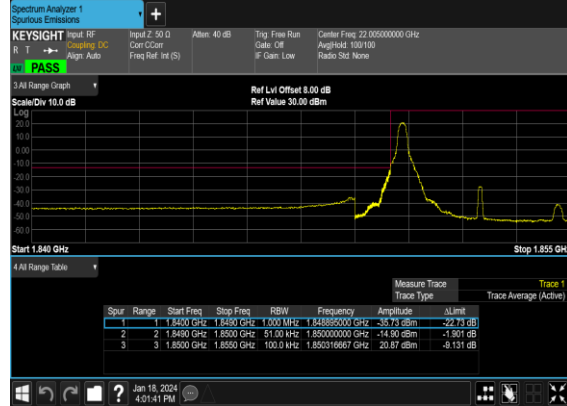 Spectrum Analyzer 1
Spurious Emissions
+
KEYSIGHT Input: RF Input Z: 50 Ω Atten: 40 dB Trig: Free Run Center Freq: 22.005000000 GHz
R T Coupling: DC Corr CCorr Gate: Off Avg|Hold: 100/100
Align: Auto Freq Ref: Int (S) IF Gain: Low Radio Std: None
PASS
3 All Range Graph
Ref Lvl Offset 8.00 dB
Scale/Div 10.0 dB Ref Value 30.00 dBm
Log
20.0
10.0
0.00
-10.0
-20.0
-30.0
-40.0
-50.0
-60.0
Start 1.840 GHz Stop 1.855 GH
4 All Range Table
Measure Trace Trace 1
Trace Type Trace Average (Active)
Spur Range Start Freq Stop Freq RBW Frequency Amplitude ΔLimit
1 1 1.8400 GHz 1.8490 GHz 1.000 MHz 1.848895000 GHz -35.73 dBm -22.73 dB
2 2 1.8490 GHz 1.8500 GHz 51.00 kHz 1.850000000 GHz -14.90 dBm -1.901 dB
3 3 1.8500 GHz 1.8550 GHz 100.0 kHz 1.850316667 GHz 20.87 dBm -9.131 dB
? Jan 18, 2024
4:01:41 PM